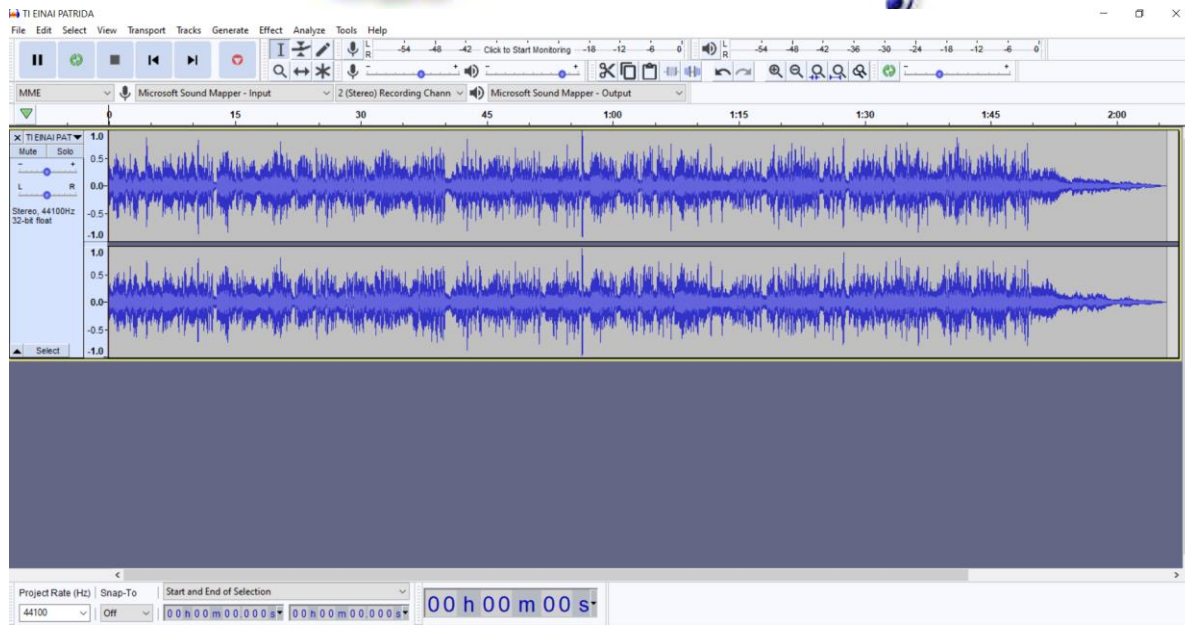 TI EINAI PATRIDA
File Edit Select View Transport Tracks Generate Effect Analyze Tools Help
L R -54 -48 -42 Click to Start Monitoring -18 -12 -6 0 L R -54 -48 -42 -36 -30 -24 -18 -12 -6 0
MME Microsoft Sound Mapper - Input 2 (Stereo) Recording Chann Microsoft Sound Mapper - Output
0 15 30 45 1:00 1:15 1:30 1:45 2:00
TI EINAI PAT 1.0
Mute Solo 0.5
- + 0.0
L R -0.5
Stereo, 44100Hz
32-bit float
-1.0
1.0
0.5
0.0
-0.5
Select -1.0
Project Rate (Hz) Snap-To Start and End of Selection
44100 Off 00 h 00 m 00.000 s 00 h 00 m 00.000 s
00 h 00 m 00 s